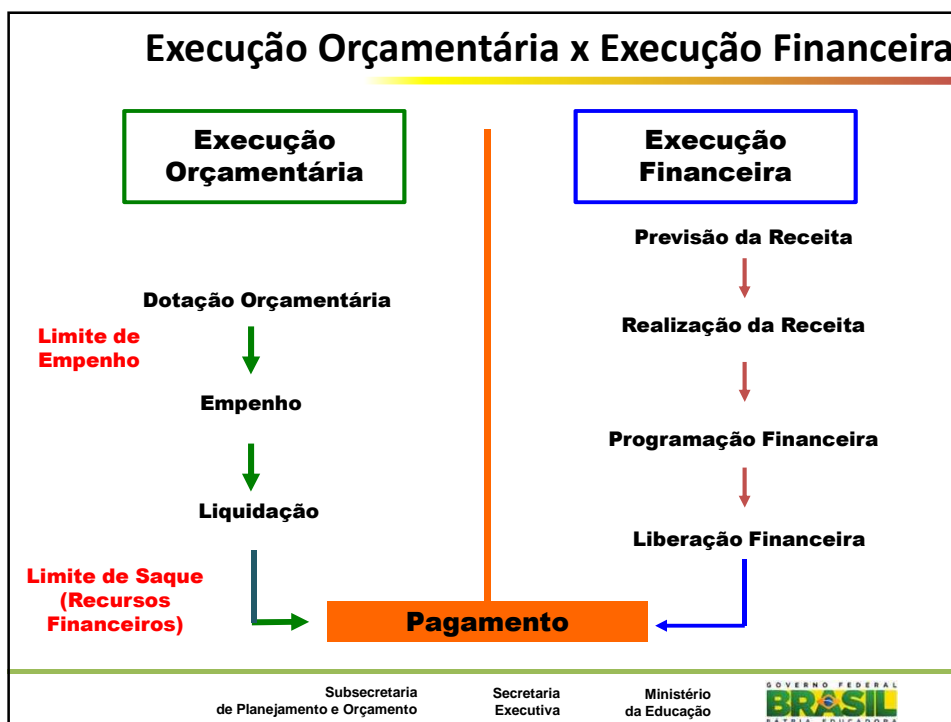 Execução Orçamentária x Execução Financeira
Execução
Orçamentária
Dotação Orçamentária
Limite de
Empenho
Empenho
Liquidação
Limite de Saque
(Recursos
Financeiros)
Execução
Financeira
Previsão da Receita
Realização da Receita
Programação Financeira
Liberação Financeira
Pagamento
Subsecretaria
de Planejamento e Orçamento
Secretaria
Executiva
Ministério
da Educação
GOVERNO FEDERAL
BRASIL
PÁTRIA EDUCADORA